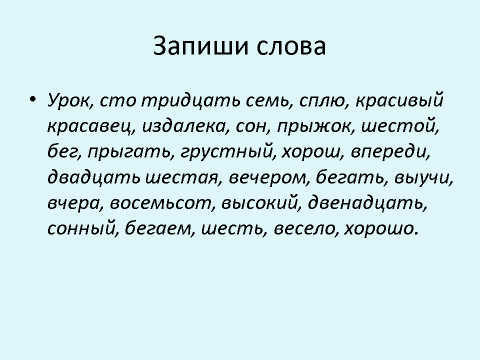 Запиши слова
• Урок, сто тридцать семь, сплю, красивый
красавец, издалека, сон, прыжок, шестой,
бег, прыгать, грустный, хорош, впереди,
двадцать шестая, вечером, бегать, выучи,
вчера, восемьсот, высокий, двенадцать,
сонный, бегаем, шесть, весело, хорошо.